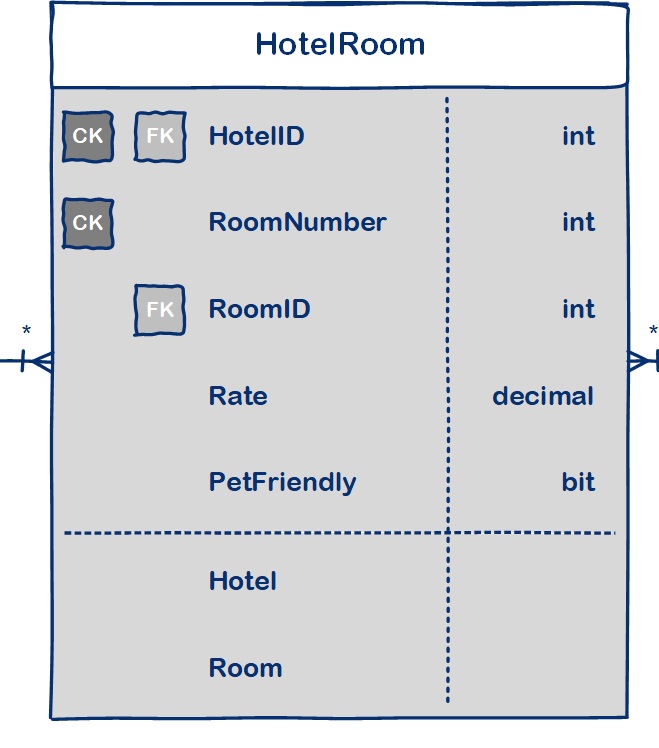 HotelRoom
CK FK HotelID int
CK RoomNumber int
FK RoomID int
* *
Rate decimal
PetFriendly bit
Hotel
Room